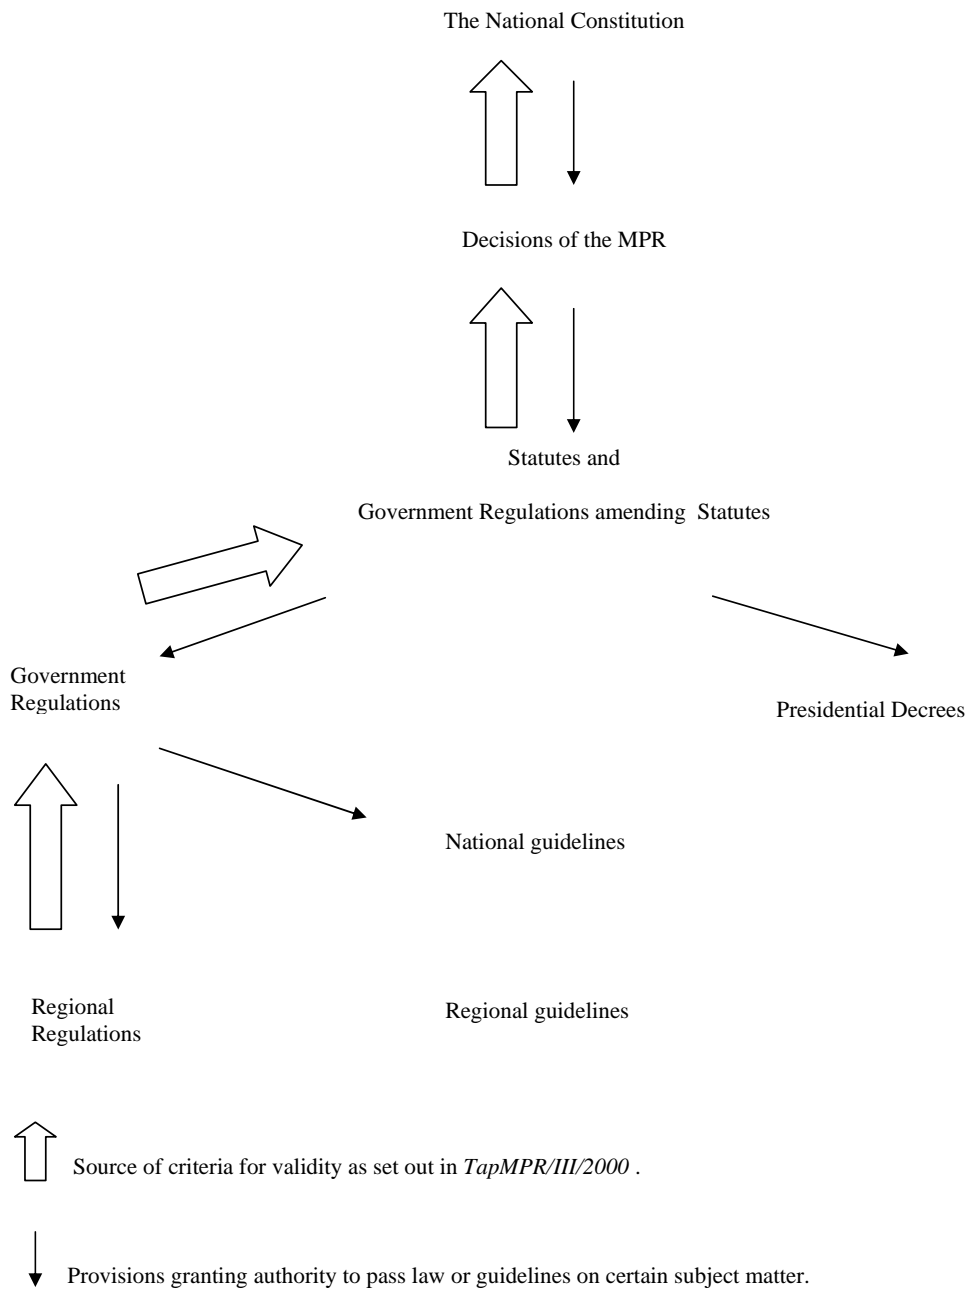 The National Constitution
Decisions of the MPR
Statutes and
Government Regulations amending Statutes
Government
Regulations
Presidential Decrees
National guidelines
Regional
Regulations
Regional guidelines
Source of criteria for validity as set out in TapMPR/III/2000 .
Provisions granting authority to pass law or guidelines on certain subject matter.